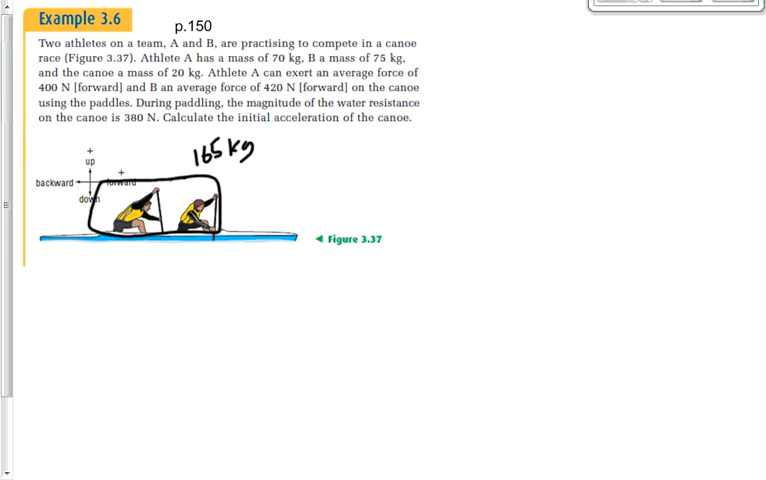 Example 3.6
p.150
Two athletes on a team, A and B, are practising to compete in a canoe
race (Figure 3.37). Athlete A has a mass of 70 kg, B a mass of 75 kg,
and the canoe a mass of 20 kg. Athlete A can exert an average force of
400 N [forward] and B an average force of 420 N [forward] on the canoe
using the paddles. During paddling, the magnitude of the water resistance
on the canoe is 380 N. Calculate the initial acceleration of the canoe.
165 kg
+
up
+
backward
forward
down
◄ Figure 3.37